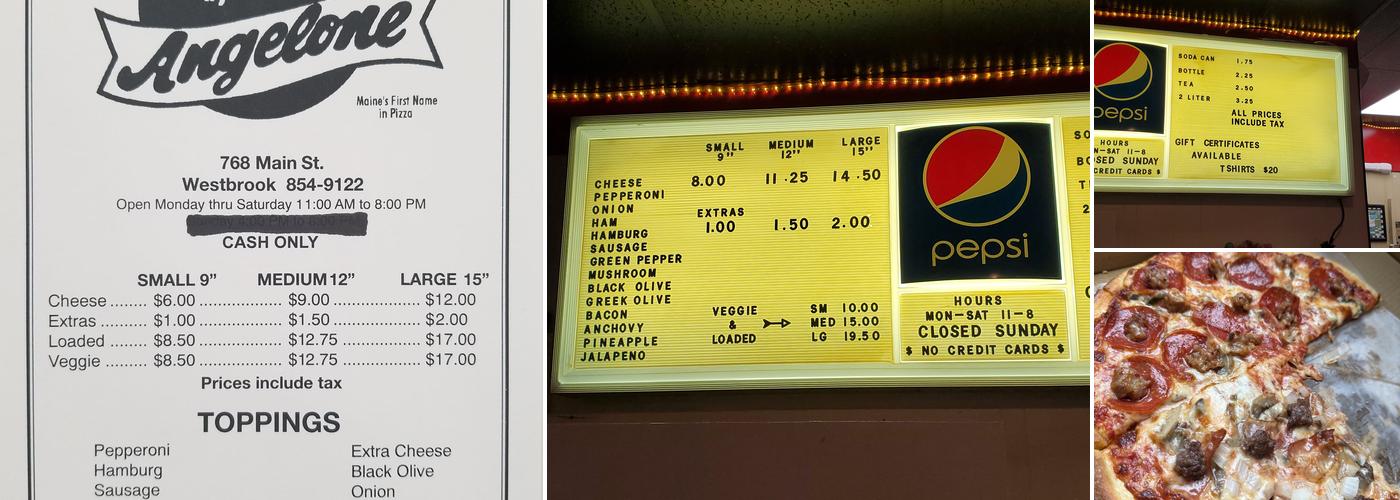 Angelone
Maine's First Name
in Pizza
768 Main St.
Westbrook 854-9122
Open Monday thru Saturday 11:00 AM to 8:00 PM
CASH ONLY
SMALL 9" MEDIUM 12" LARGE 15"
Cheese ........ $6.00 .................... $9.00 .................... $12.00
Extras ........ $1.00 .................... $1.50 .................... $2.00
Loaded ........ $8.50 .................... $12.75 .................... $17.00
Veggie ........ $8.50 .................... $12.75 .................... $17.00
Prices include tax
TOPPINGS
Pepperoni Extra Cheese
Hamburg Black Olive
Sausage Onion
SMALL MEDIUM LARGE
9" 12" 15"
CHEESE 8.00 11.25 14.50
PEPPERONI
ONION
HAM EXTRAS
HAMBURG 1.00 1.50 2.00
SAUSAGE
GREEN PEPPER
MUSHROOM
BLACK OLIVE
GREEK OLIVE
BACON VEGGIE SM 10.00
ANCHOVY & MED 15.00
PINEAPPLE LOADED LG 19.50
JALAPENO
pepsi
HOURS
MON-SAT 11-8
CLOSED SUNDAY
$ NO CREDIT CARDS $
SO
BO
T
2
SODA CAN 1.75
BOTTLE 2.25
TEA 2.50
2 LITER 3.25
ALL PRICES
INCLUDE TAX
GIFT CERTIFICATES
AVAILABLE
TSHIRTS $20
pepsi
HOURS
N-SAT 11-8
OSED SUNDAY
CREDIT CARDS $